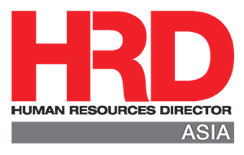 HRD
HUMAN RESOURCES DIRECTOR
ASIA